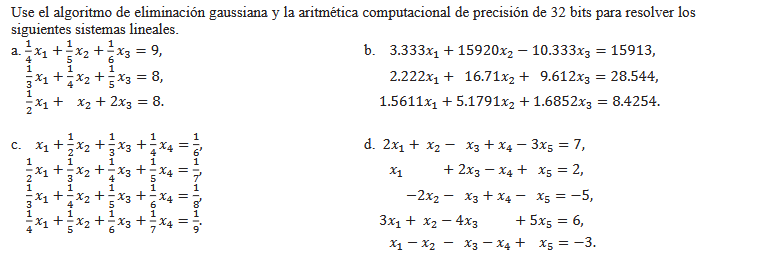 Use el algoritmo de eliminación gaussiana y la aritmética computacional de precisión de 32 bits para resolver los
siguientes sistemas lineales.
a. 1/4 x₁ + 1/5 x₂ + 1/6 x₃ = 9,
1/3 x₁ + 1/4 x₂ + 1/5 x₃ = 8,
1/2 x₁ + x₂ + 2x₃ = 8.
b. 3.333x₁ + 15920x₂ − 10.333x₃ = 15913,
2.222x₁ + 16.71x₂ + 9.612x₃ = 28.544,
1.5611x₁ + 5.1791x₂ + 1.6852x₃ = 8.4254.
c. x₁ + 1/2 x₂ + 1/3 x₃ + 1/4 x₄ = 1/6,
1/2 x₁ + 1/3 x₂ + 1/4 x₃ + 1/5 x₄ = 1/7,
1/3 x₁ + 1/4 x₂ + 1/5 x₃ + 1/6 x₄ = 1/8,
1/4 x₁ + 1/5 x₂ + 1/6 x₃ + 1/7 x₄ = 1/9.
d. 2x₁ + x₂ − x₃ + x₄ − 3x₅ = 7,
x₁ + 2x₃ − x₄ + x₅ = 2,
−2x₂ − x₃ + x₄ − x₅ = −5,
3x₁ + x₂ − 4x₃ + 5x₅ = 6,
x₁ − x₂ − x₃ − x₄ + x₅ = −3.